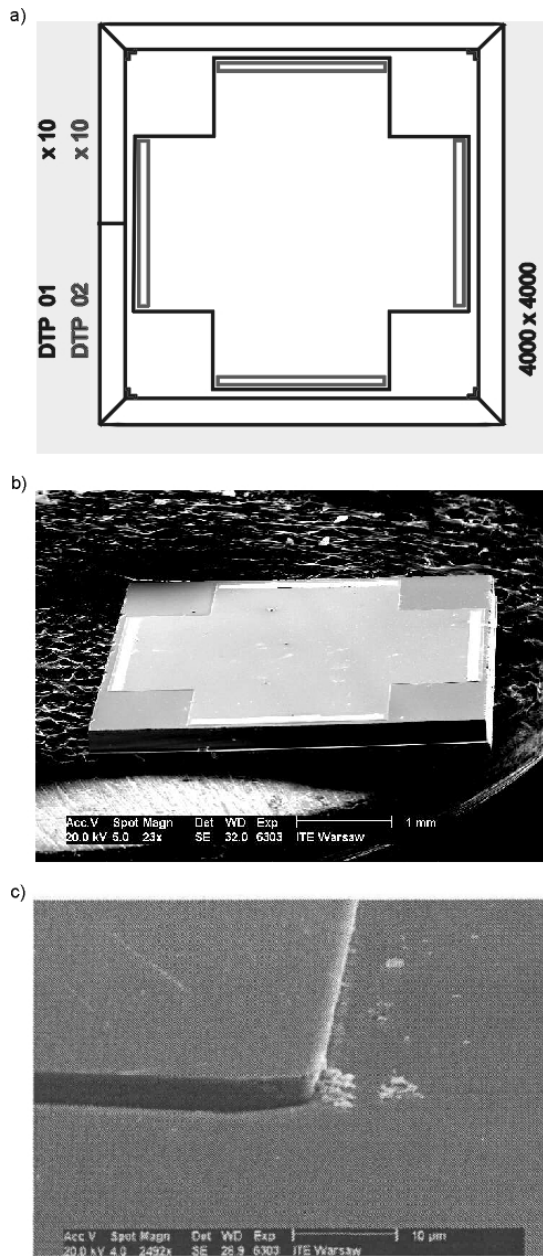 a)
DTP 01 x 10
DTP 02 x 10
4000 x 4000
b)
Acc.V Spot Magn Det WD Exp
20.0 kV 5.0 23x SE 32.0 6303 ITE Warsaw 1 mm
c)
Acc V Spot Magn Det WD Exp
20.0 kV 4.0 2492x SE 28.9 6303 ITE Warsaw 10 µm